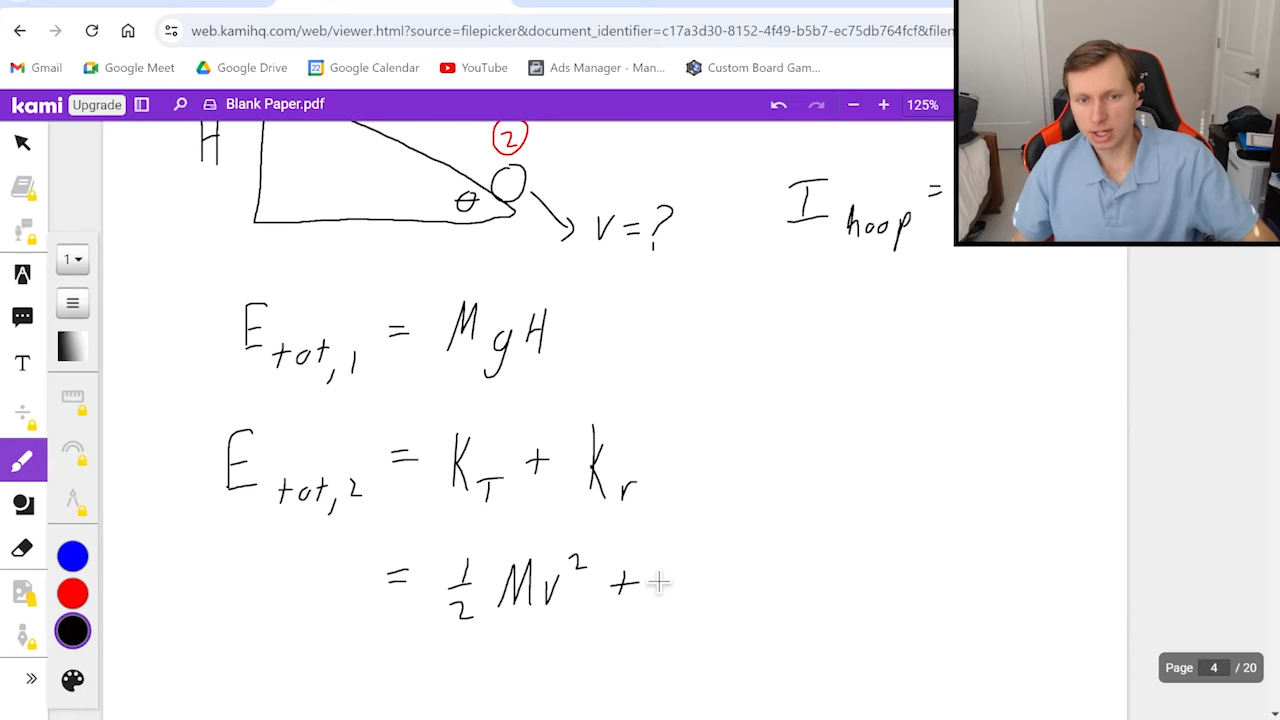 web.kamihq.com/web/viewer.html?source=filepicker&document_identifier=c17a3d30-8152-4f49-b5b7-ec75db764fcf&filen
Gmail Google Meet Google Drive 22 Google Calendar YouTube Ads Manager - Man... Custom Board Gam...
kami Upgrade Blank Paper.pdf 125%
H
2
θ
v = ?
I hoop =
1
E tot, 1 = MgH
E tot, 2 = K T + K r
= 1/2 Mv² +
Page 4 / 20